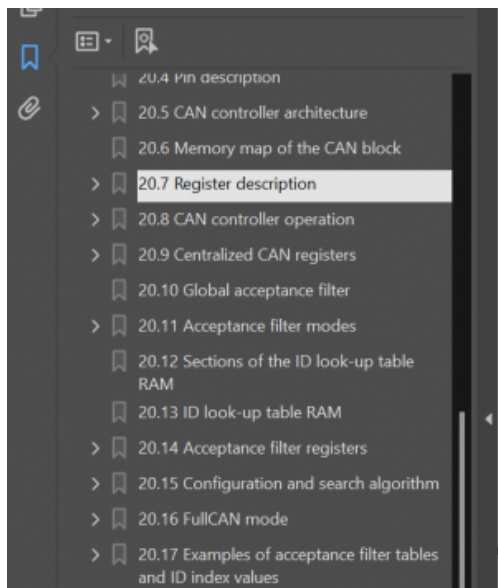 20.4 Pin description
20.5 CAN controller architecture
20.6 Memory map of the CAN block
20.7 Register description
20.8 CAN controller operation
20.9 Centralized CAN registers
20.10 Global acceptance filter
20.11 Acceptance filter modes
20.12 Sections of the ID look-up table
RAM
20.13 ID look-up table RAM
20.14 Acceptance filter registers
20.15 Configuration and search algorithm
20.16 FullCAN mode
20.17 Examples of acceptance filter tables
and ID index values